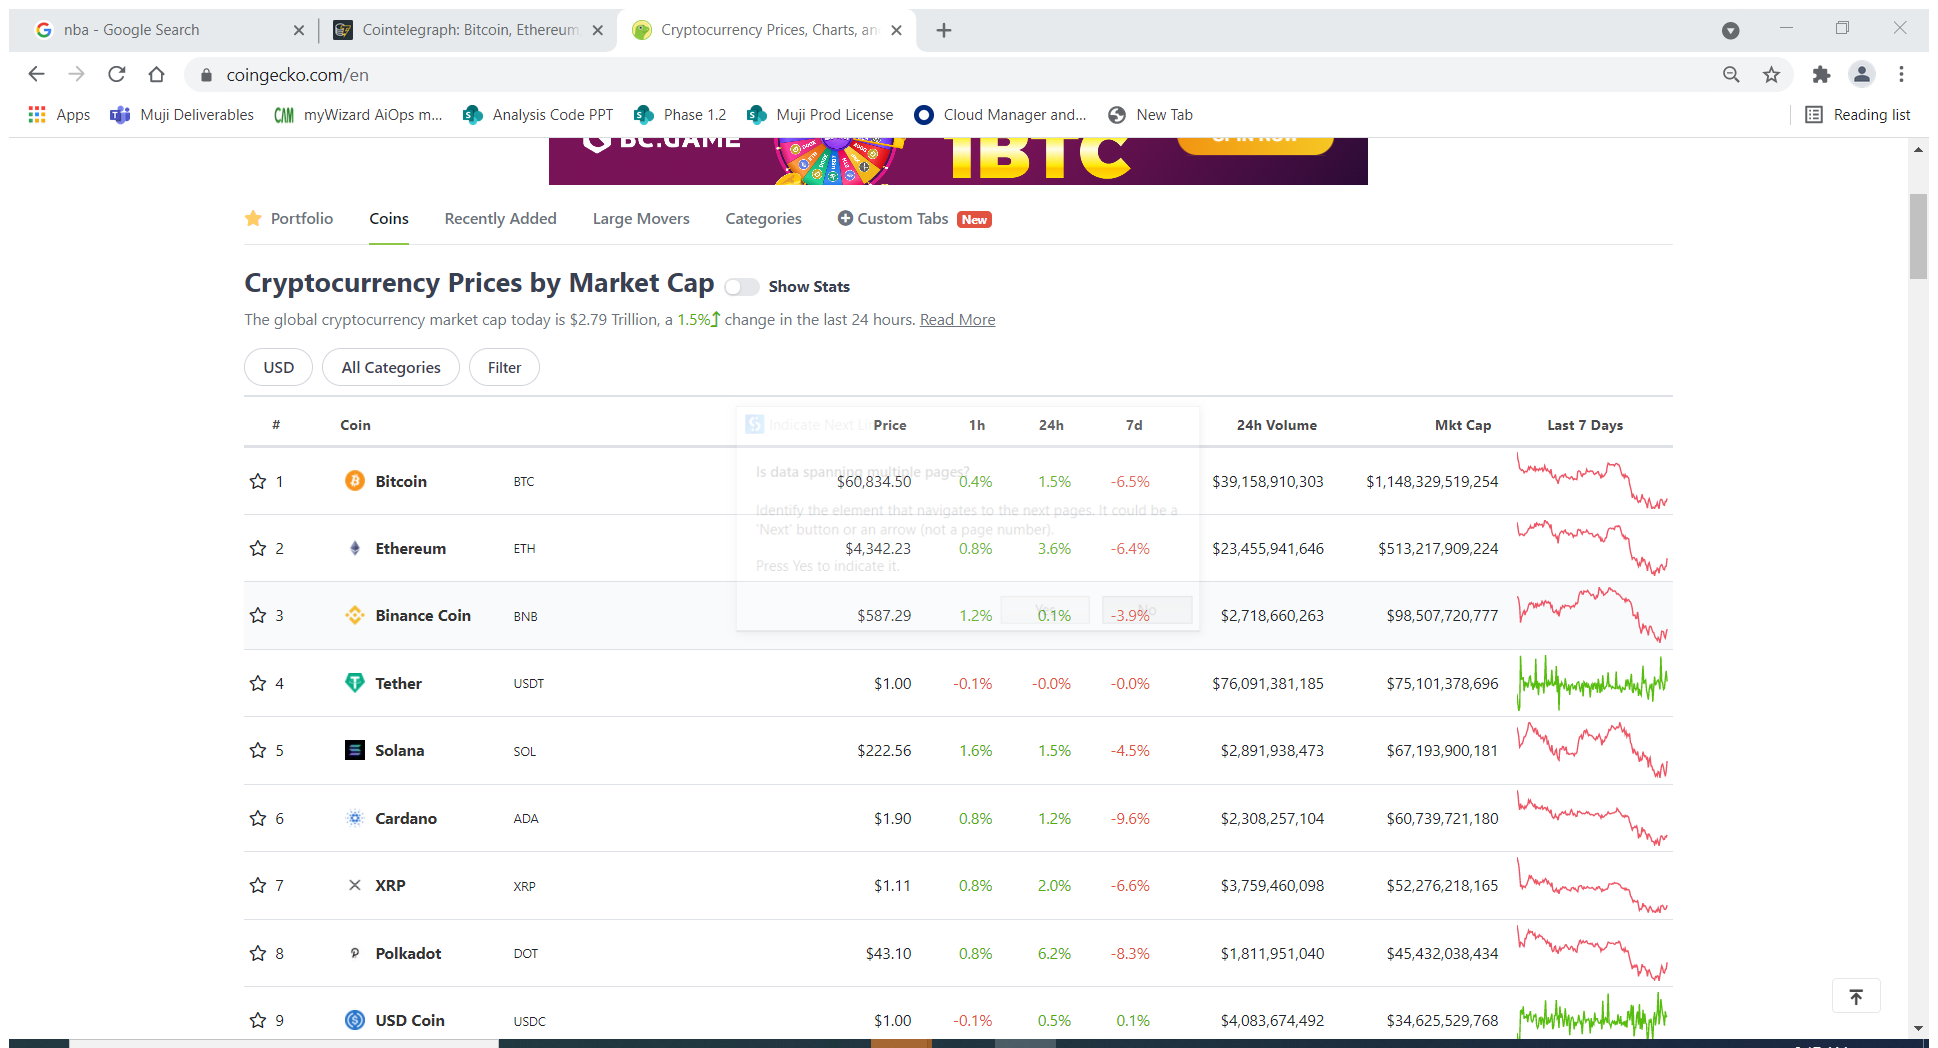 nba - Google Search
Cointelegraph: Bitcoin, Ethereum
Cryptocurrency Prices, Charts, an
coingecko.com/en
Apps
Muji Deliverables
CAM myWizard AiOps m...
Analysis Code PPT
Phase 1.2
Muji Prod License
Cloud Manager and...
New Tab
Reading list
BC.GAME
1BTC
SPIN NOW
Portfolio Coins Recently Added Large Movers Categories Custom Tabs New
Cryptocurrency Prices by Market Cap Show Stats
The global cryptocurrency market cap today is $2.79 Trillion, a 1.5% change in the last 24 hours. Read More
USD All Categories Filter
# Coin Price 1h 24h 7d 24h Volume Mkt Cap Last 7 Days
1 Bitcoin BTC $60,834.50 0.4% 1.5% -6.5% $39,158,910,303 $1,148,329,519,254
2 Ethereum ETH $4,342.23 0.8% 3.6% -6.4% $23,455,941,646 $513,217,909,224
3 Binance Coin BNB $587.29 1.2% 0.1% -3.9% $2,718,660,263 $98,507,720,777
4 Tether USDT $1.00 -0.1% -0.0% -0.0% $76,091,381,185 $75,101,378,696
5 Solana SOL $222.56 1.6% 1.5% -4.5% $2,891,938,473 $67,193,900,181
6 Cardano ADA $1.90 0.8% 1.2% -9.6% $2,308,257,104 $60,739,721,180
7 XRP XRP $1.11 0.8% 2.0% -6.6% $3,759,460,098 $52,276,218,165
8 Polkadot DOT $43.10 0.8% 6.2% -8.3% $1,811,951,040 $45,432,038,434
9 USD Coin USDC $1.00 -0.1% 0.5% 0.1% $4,083,674,492 $34,625,529,768
Indicate Next
Is data spanning multiple pages?
Identify the element that navigates to the next pages. It could be a
'Next' button or an arrow (not a page number).
Press Yes to indicate it.
Yes No